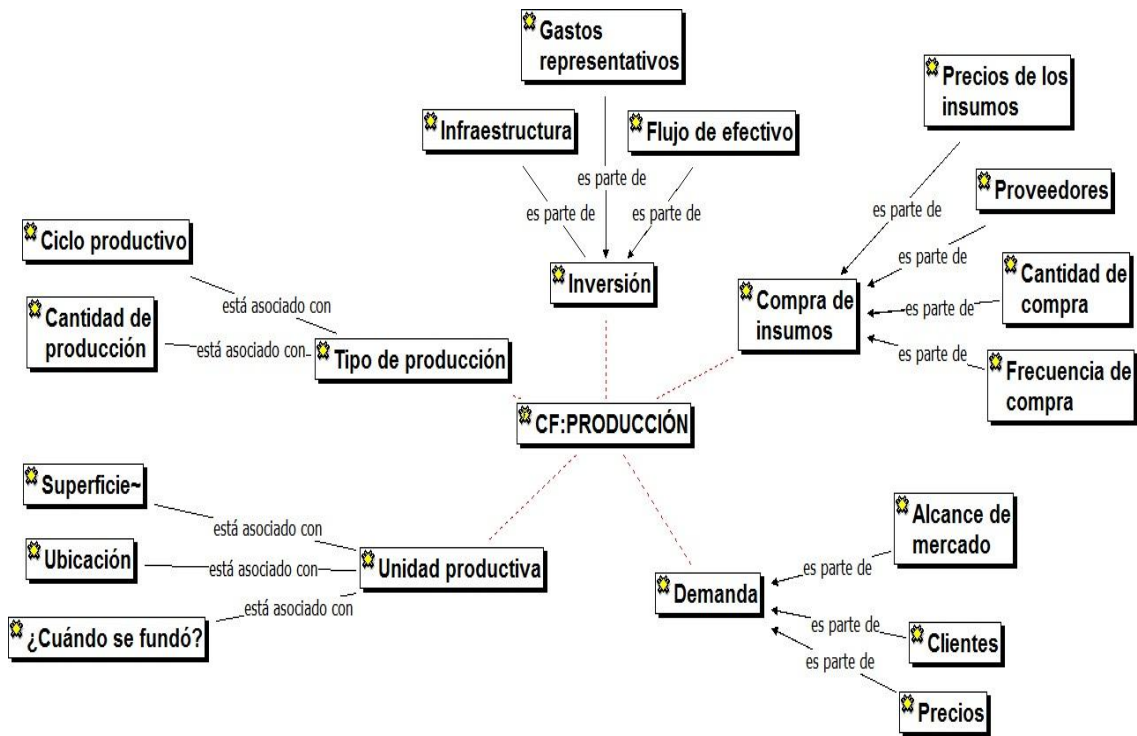 Gastos
representativos
Precios de los
insumos
Infraestructura
Flujo de efectivo
es parte de
es parte de
es parte de
es parte de
Proveedores
es parte de
Ciclo productivo
Inversión
Compra de
insumos
es parte de
Cantidad de
compra
está asociado con
Cantidad de
producción
está asociado con
Tipo de producción
es parte de
Frecuencia de
compra
CF:PRODUCCIÓN
Superficie~
está asociado con
Ubicación
está asociado con
Unidad productiva
está asociado con
¿Cuándo se fundó?
Alcance de
mercado
es parte de
Demanda
es parte de
Clientes
es parte de
Precios